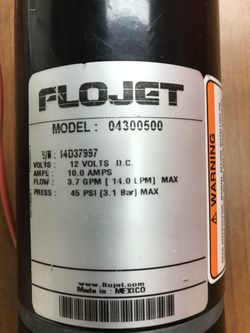 FLOJET
MODEL: 04300500
S/N: 14D37997
VOLTS: 12 VOLTS D.C.
AMPS: 10.0 AMPS
FLOW: 3.7 GPM [ 14.0 LPM] MAX
PRESS: 45 PSI [3.1 Bar] MAX
www.flojet.com
Made in: MEXICO
WARNING